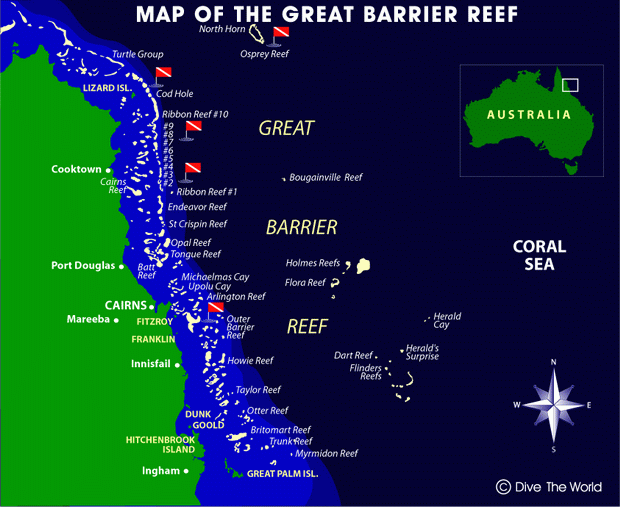 MAP OF THE GREAT BARRIER REEF
North Horn
Osprey Reef
Turtle Group
LIZARD ISL.
Cod Hole
Ribbon Reef #10
#9
#8
#7
#6
#5
#4
#3
#2
Ribbon Reef #1
GREAT
AUSTRALIA
Cooktown
Cairns
Reef
Bougainville Reef
Endeavor Reef
St Crispin Reef
BARRIER
Opal Reef
Tongue Reef
CORAL
SEA
Port Douglas
Batt
Reef
Holmes Reefs
Michaelmas Cay
Upolu Cay
Flora Reef
Arlington Reef
CAIRNS
Mareeba
FITZROY
Outer
Barrier
Reef
REEF
Herald
Cay
FRANKLIN
Herald's
Surprise
Dart Reef
Flinders
Reefs
Innisfail
Howie Reef
Taylor Reef
N
W
E
S
DUNK
GOOLD
Otter Reef
Britomart Reef
HITCHENBROOK
ISLAND
Trunk Reef
Myrmidon Reef
Ingham
GREAT PALM ISL.
© Dive The World